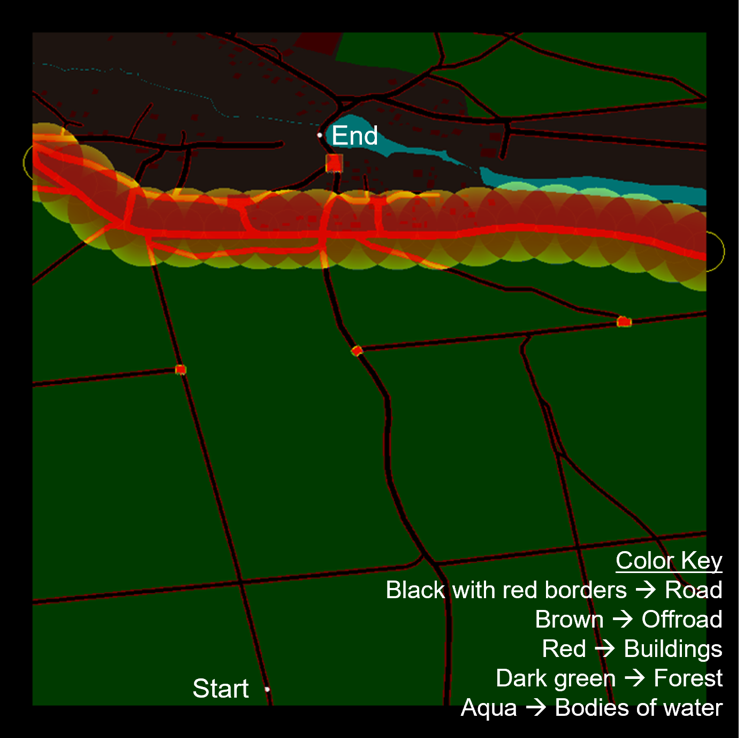 End
Start
Color Key
Black with red borders → Road
Brown → Offroad
Red → Buildings
Dark green → Forest
Aqua → Bodies of water